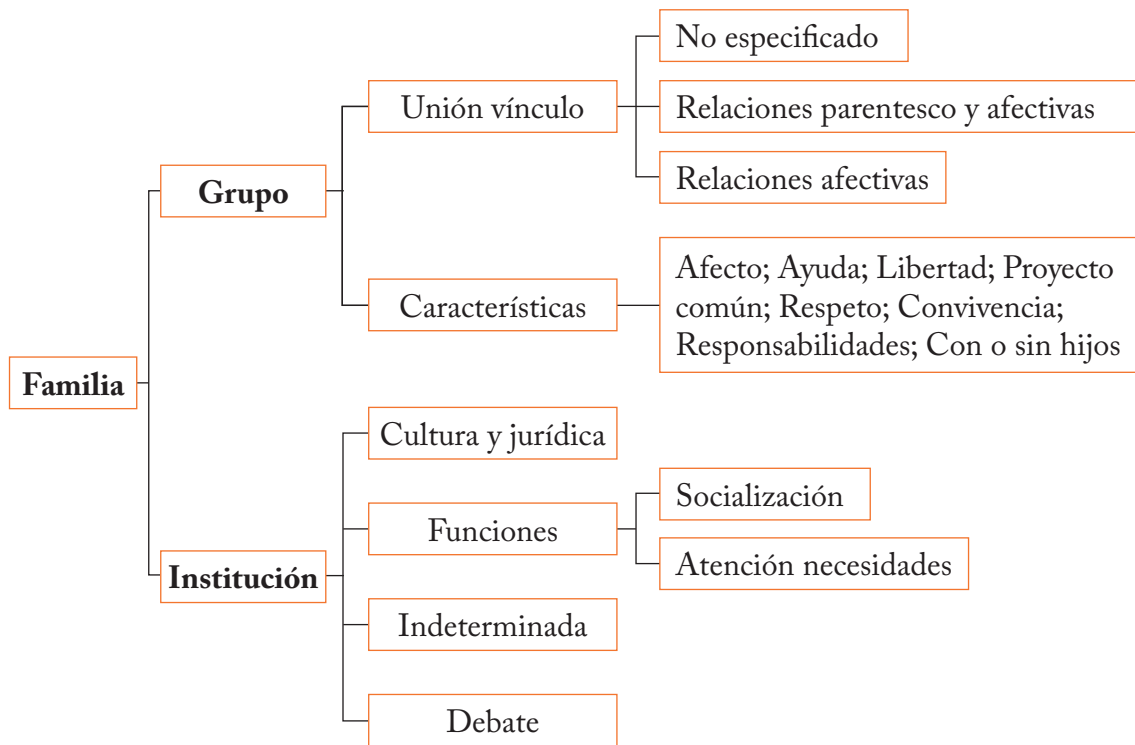 No especificado
Unión vínculo
Relaciones parentesco y afectivas
Relaciones afectivas
Grupo
Afecto; Ayuda; Libertad; Proyecto
común; Respeto; Convivencia;
Responsabilidades; Con o sin hijos
Características
Familia
Cultura y jurídica
Socialización
Funciones
Atención necesidades
Institución
Indeterminada
Debate